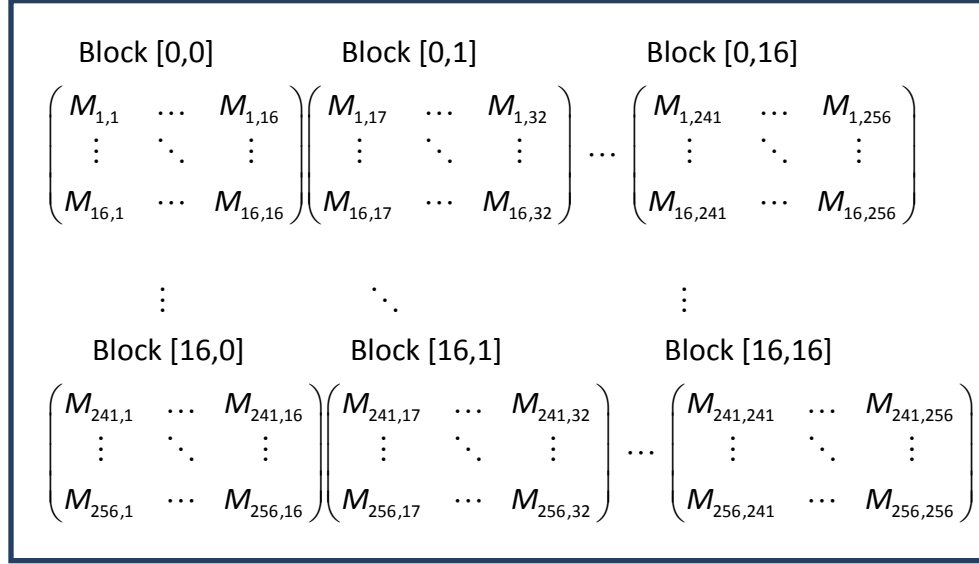 Block [0,0] Block [0,1] Block [0,16]
M1,1 … M1,16 M1,17 … M1,32 M1,241 … M1,256
⋮ ⋱ ⋮ ⋮ ⋱ ⋮ … ⋮ ⋱ ⋮
M16,1 … M16,16 M16,17 … M16,32 M16,241 … M16,256
⋮ ⋱ ⋮
Block [16,0] Block [16,1] Block [16,16]
M241,1 … M241,16 M241,17 … M241,32 M241,241 … M241,256
⋮ ⋱ ⋮ ⋮ ⋱ ⋮ … ⋮ ⋱ ⋮
M256,1 … M256,16 M256,17 … M256,32 M256,241 … M256,256